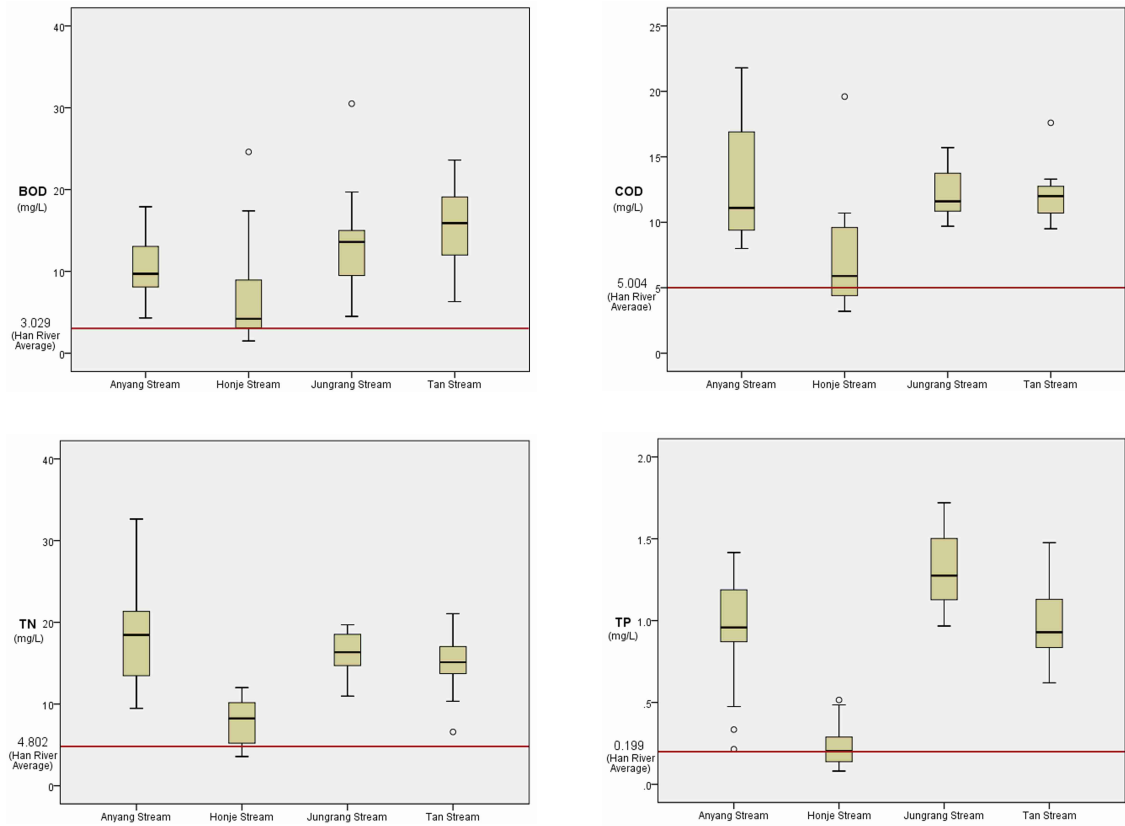 40
30
20
10
0
BOD
(mg/L)
3.029
(Han River
Average)
Anyang Stream
Honje Stream
Jungrang Stream
Tan Stream
25
20
15
10
5
0
COD
(mg/L)
5.004
(Han River
Average)
Anyang Stream
Honje Stream
Jungrang Stream
Tan Stream
40
30
20
10
0
TN
(mg/L)
4.802
(Han River
Average)
Anyang Stream
Honje Stream
Jungrang Stream
Tan Stream
2.0
1.5
1.0
.5
.0
TP
(mg/L)
0.199
(Han River
Average)
Anyang Stream
Honje Stream
Jungrang Stream
Tan Stream